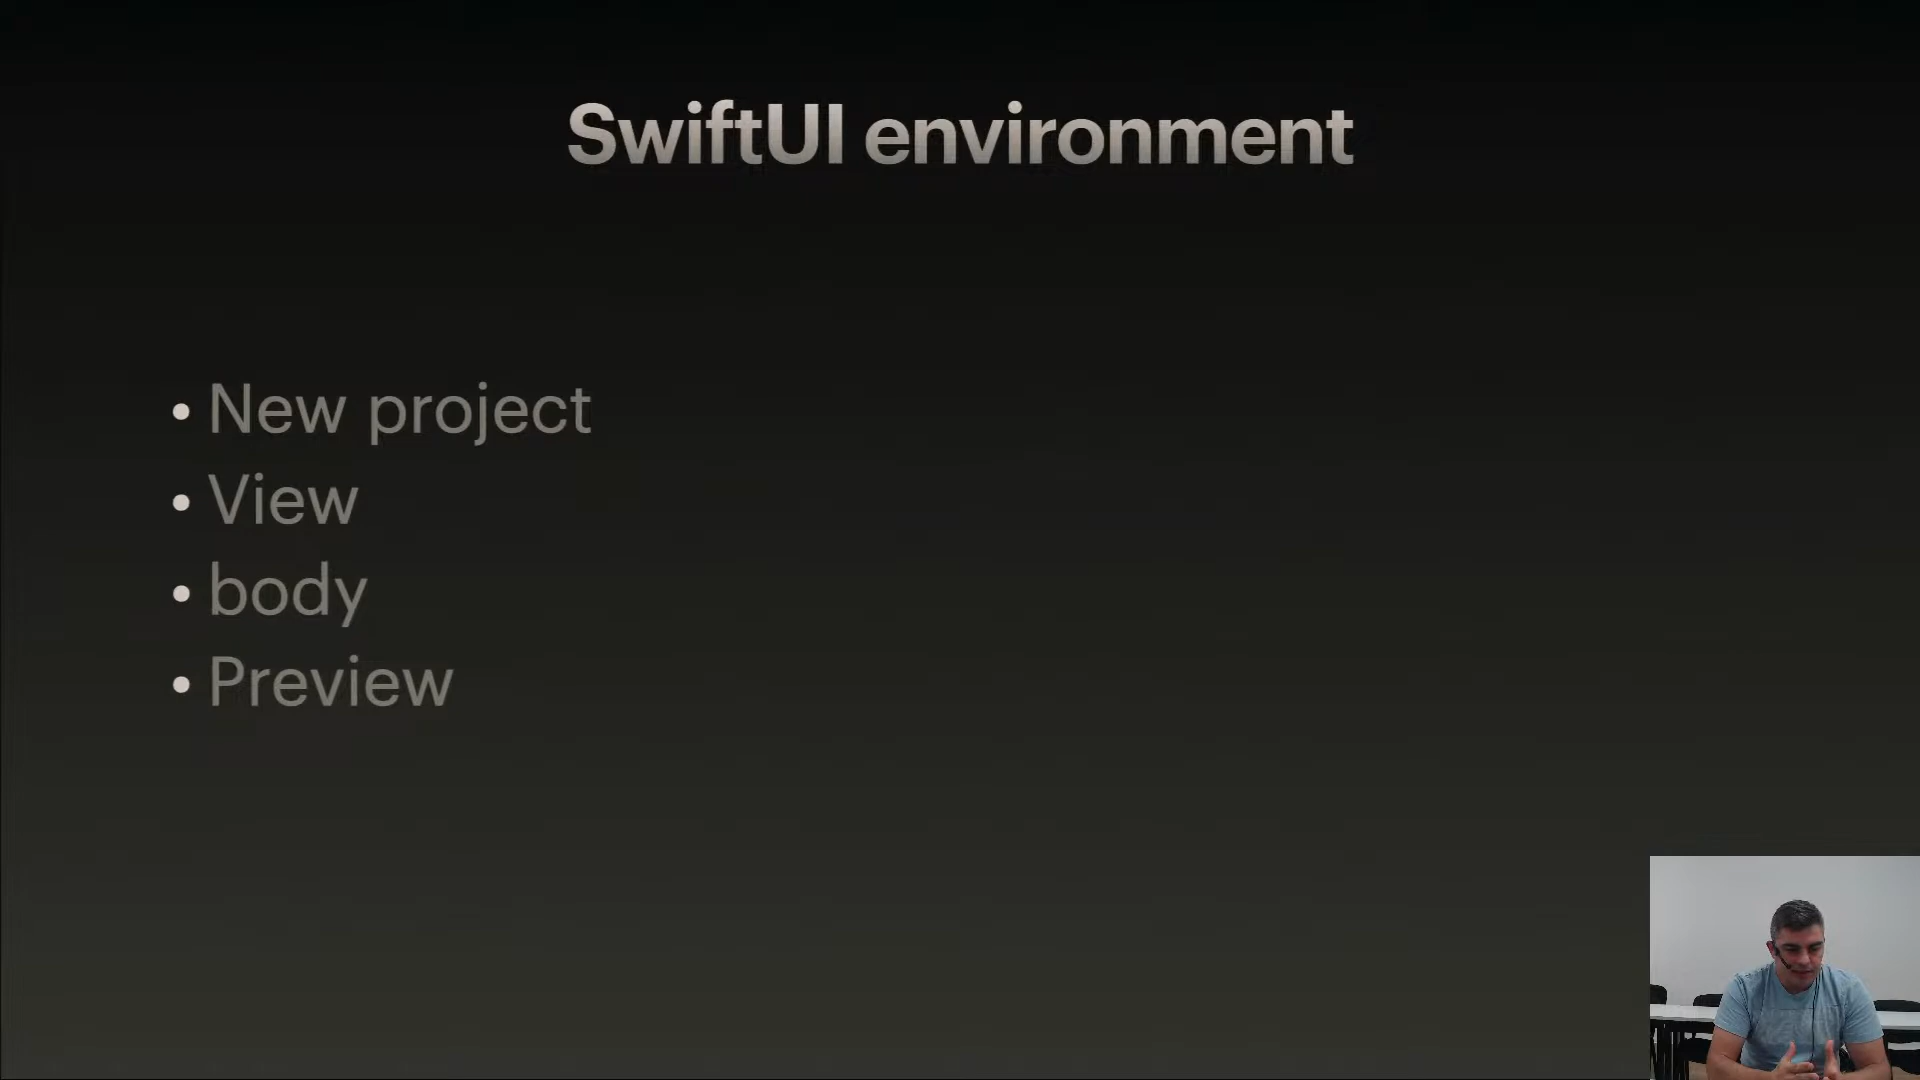 SwiftUI environment
• New project
• View
• body
• Preview